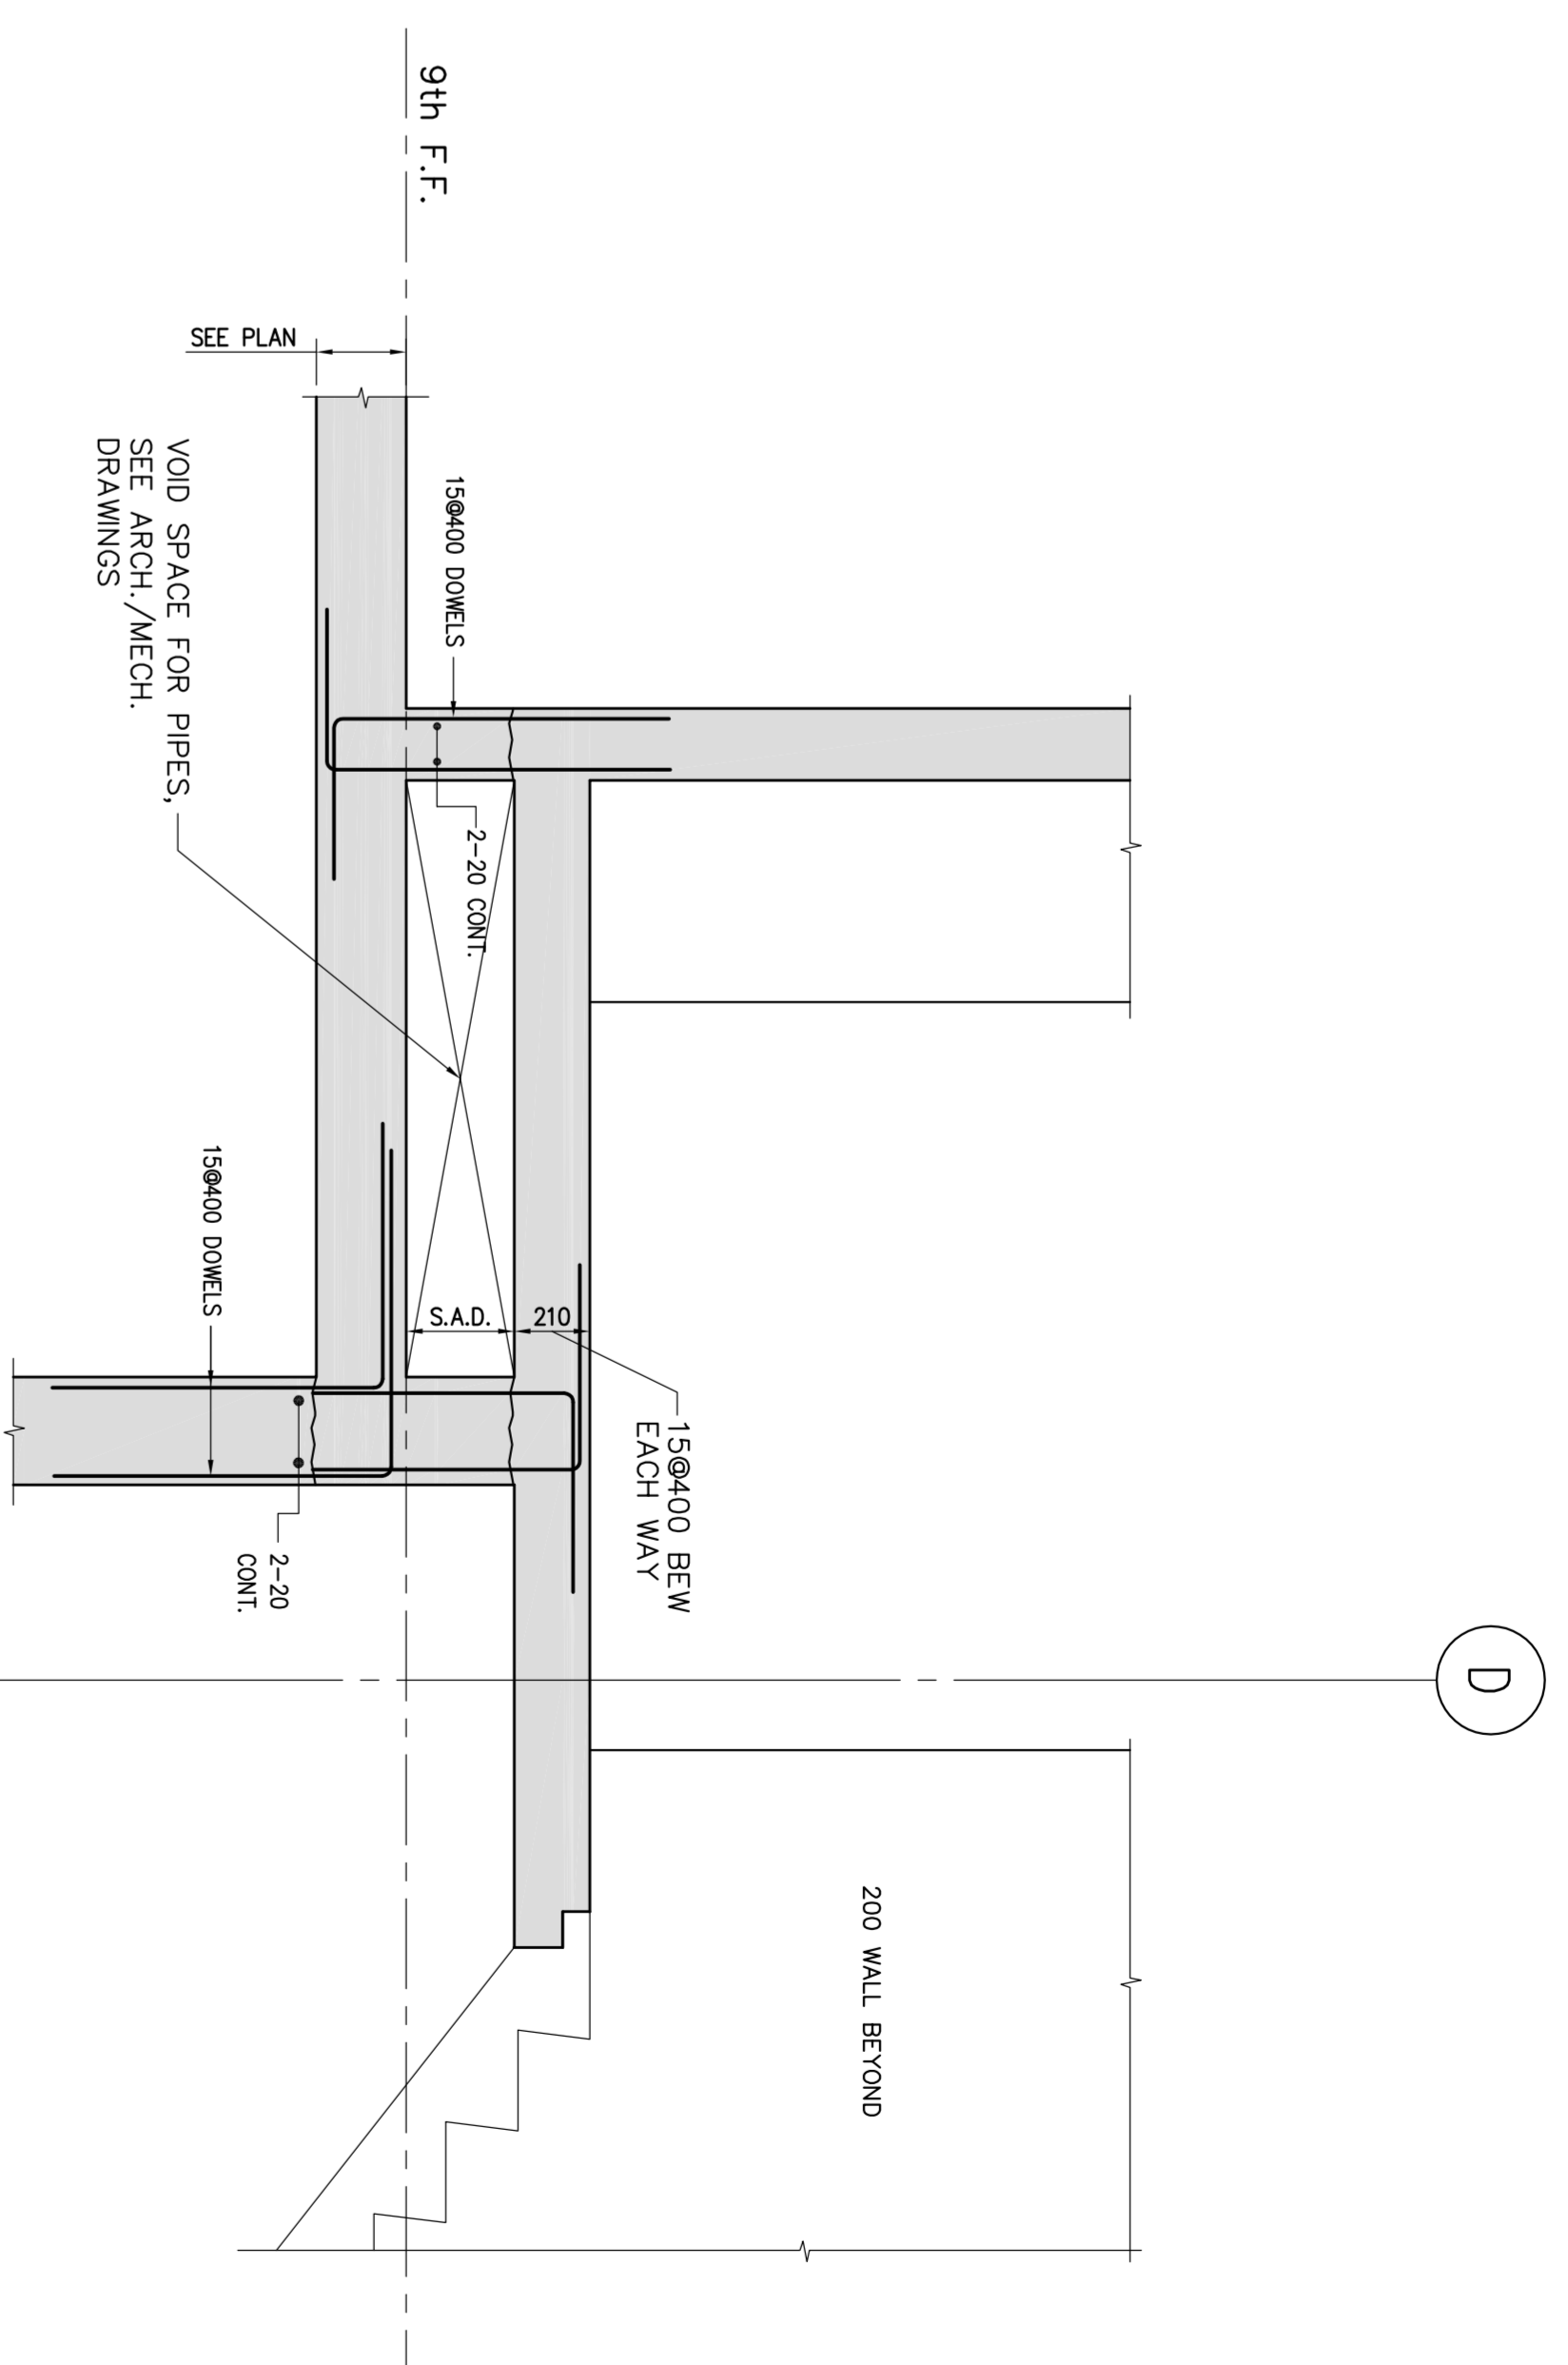 D
200 WALL BEYOND
15@400 BEW
EACH WAY
2-20 CONT.
15@400 DOWELS
210
S.A.D.
9th F.F.
SEE PLAN
2-20
CONT.
15@400 DOWELS
VOID SPACE FOR PIPES,
SEE ARCH./MECH.
DRAWINGS